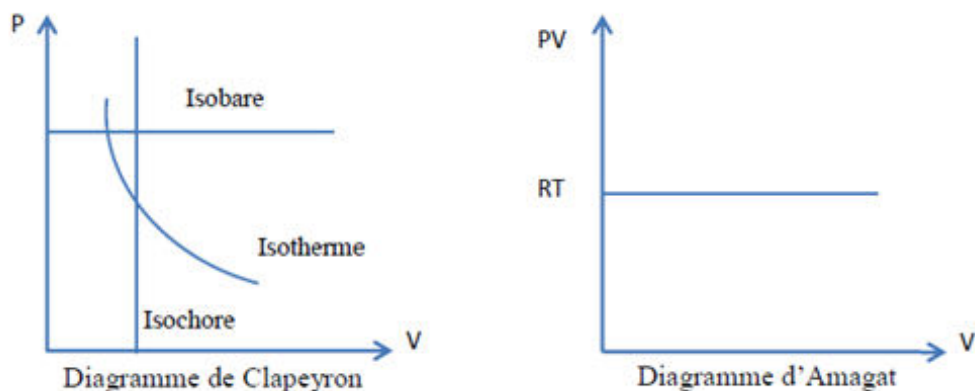 P
Isobare
Isotherme
Isochore
V
Diagramme de Clapeyron
PV
RT
V
Diagramme d’Amagat